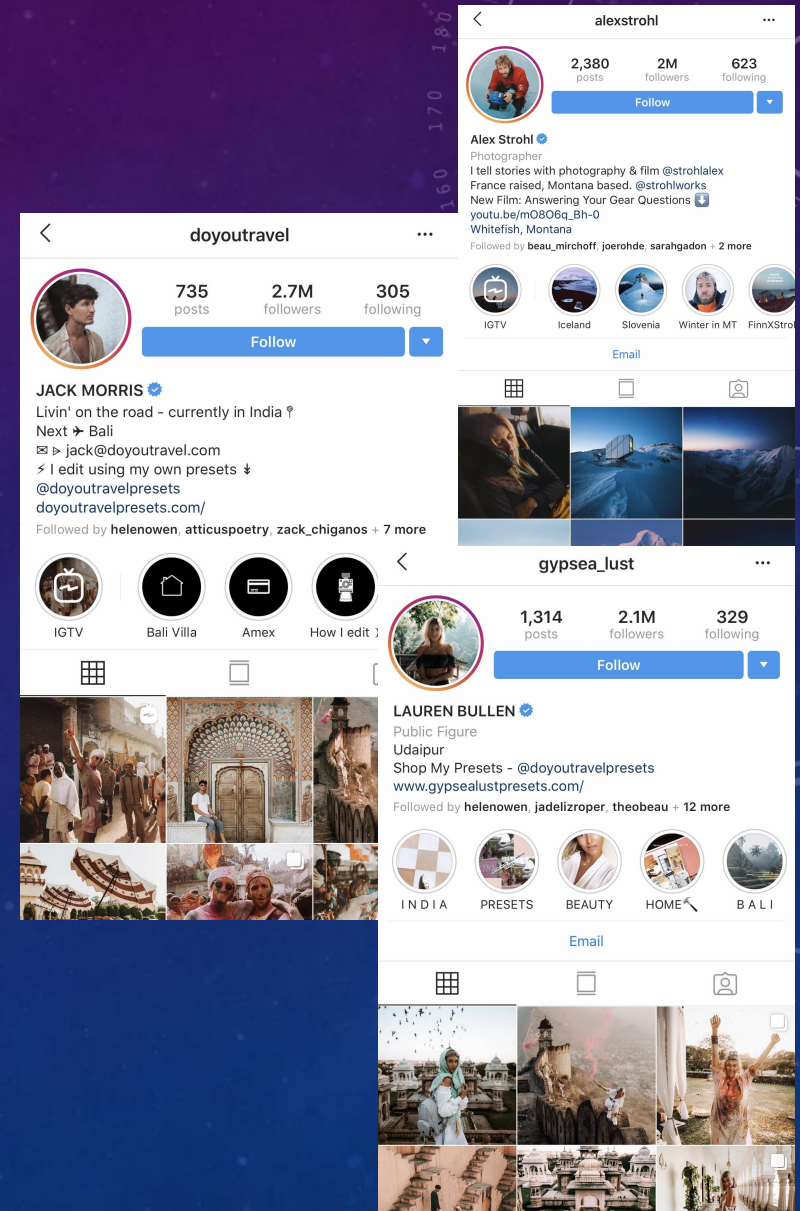 180
170
160
alexstrohl
2,380
posts
2M
followers
623
following
Follow
Alex Strohl
Photographer
I tell stories with photography & film @strohlalex
France raised, Montana based. @strohlworks
New Film: Answering Your Gear Questions ⬇️
youtu.be/mO8O6q_Bh-0
Whitefish, Montana
Followed by beau_mirchoff, joerohde, sarahgadon + 2 more
IGTV
Iceland
Slovenia
Winter in MT
FinnXStrohl
Email
doyoutravel
735
posts
2.7M
followers
305
following
Follow
JACK MORRIS
Livin' on the road - currently in India
Next ✈ Bali
✉ ⊳ jack@doyoutravel.com
⚡ I edit using my own presets ↡
@doyoutravelpresets
doyoutravelpresets.com/
Followed by helenowen, atticuspoetry, zack_chiganos + 7 more
IGTV
Bali Villa
Amex
How I edit
gypsea_lust
1,314
posts
2.1M
followers
329
following
Follow
LAUREN BULLEN
Public Figure
Udaipur
Shop My Presets - @doyoutravelpresets
www.gypsealustpresets.com/
Followed by helenowen, jadelizroper, theobeau + 12 more
I N D I A
PRESETS
BEAUTY
HOME🔨
B A L I
Email